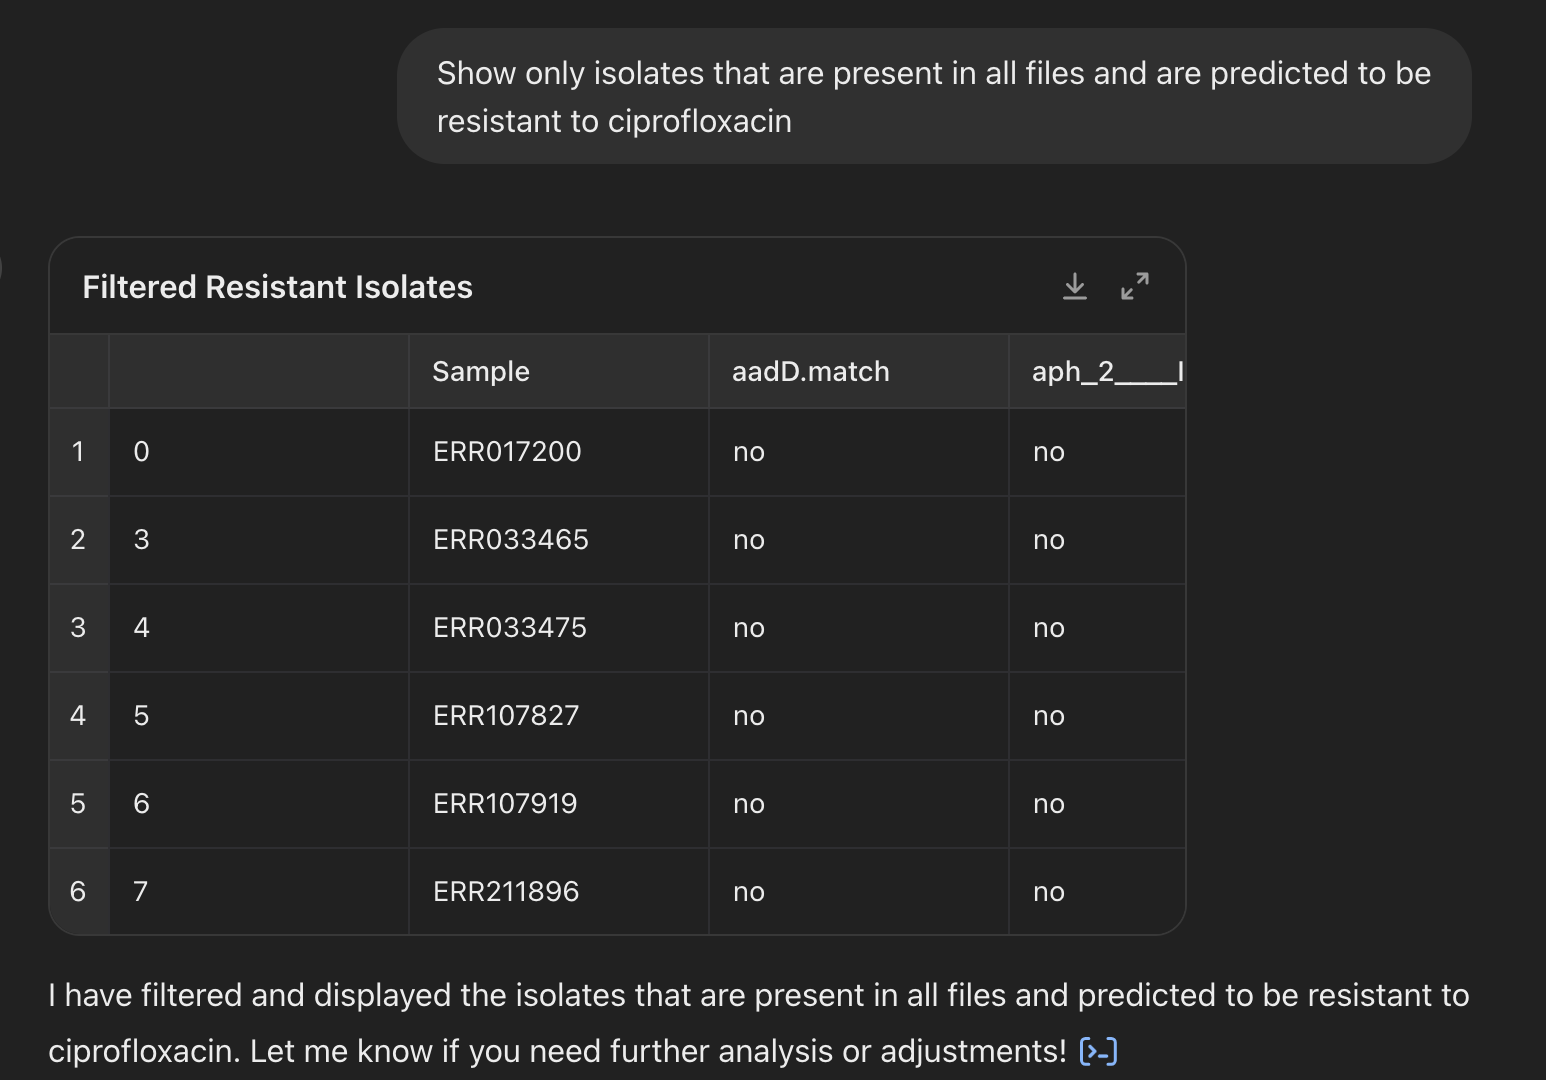 Show only isolates that are present in all files and are predicted to be
resistant to ciprofloxacin
Filtered Resistant Isolates
Sample aadD.match aph_2____I
1 0 ERR017200 no no
2 3 ERR033465 no no
3 4 ERR033475 no no
4 5 ERR107827 no no
5 6 ERR107919 no no
6 7 ERR211896 no no
I have filtered and displayed the isolates that are present in all files and predicted to be resistant to
ciprofloxacin. Let me know if you need further analysis or adjustments! [>-]